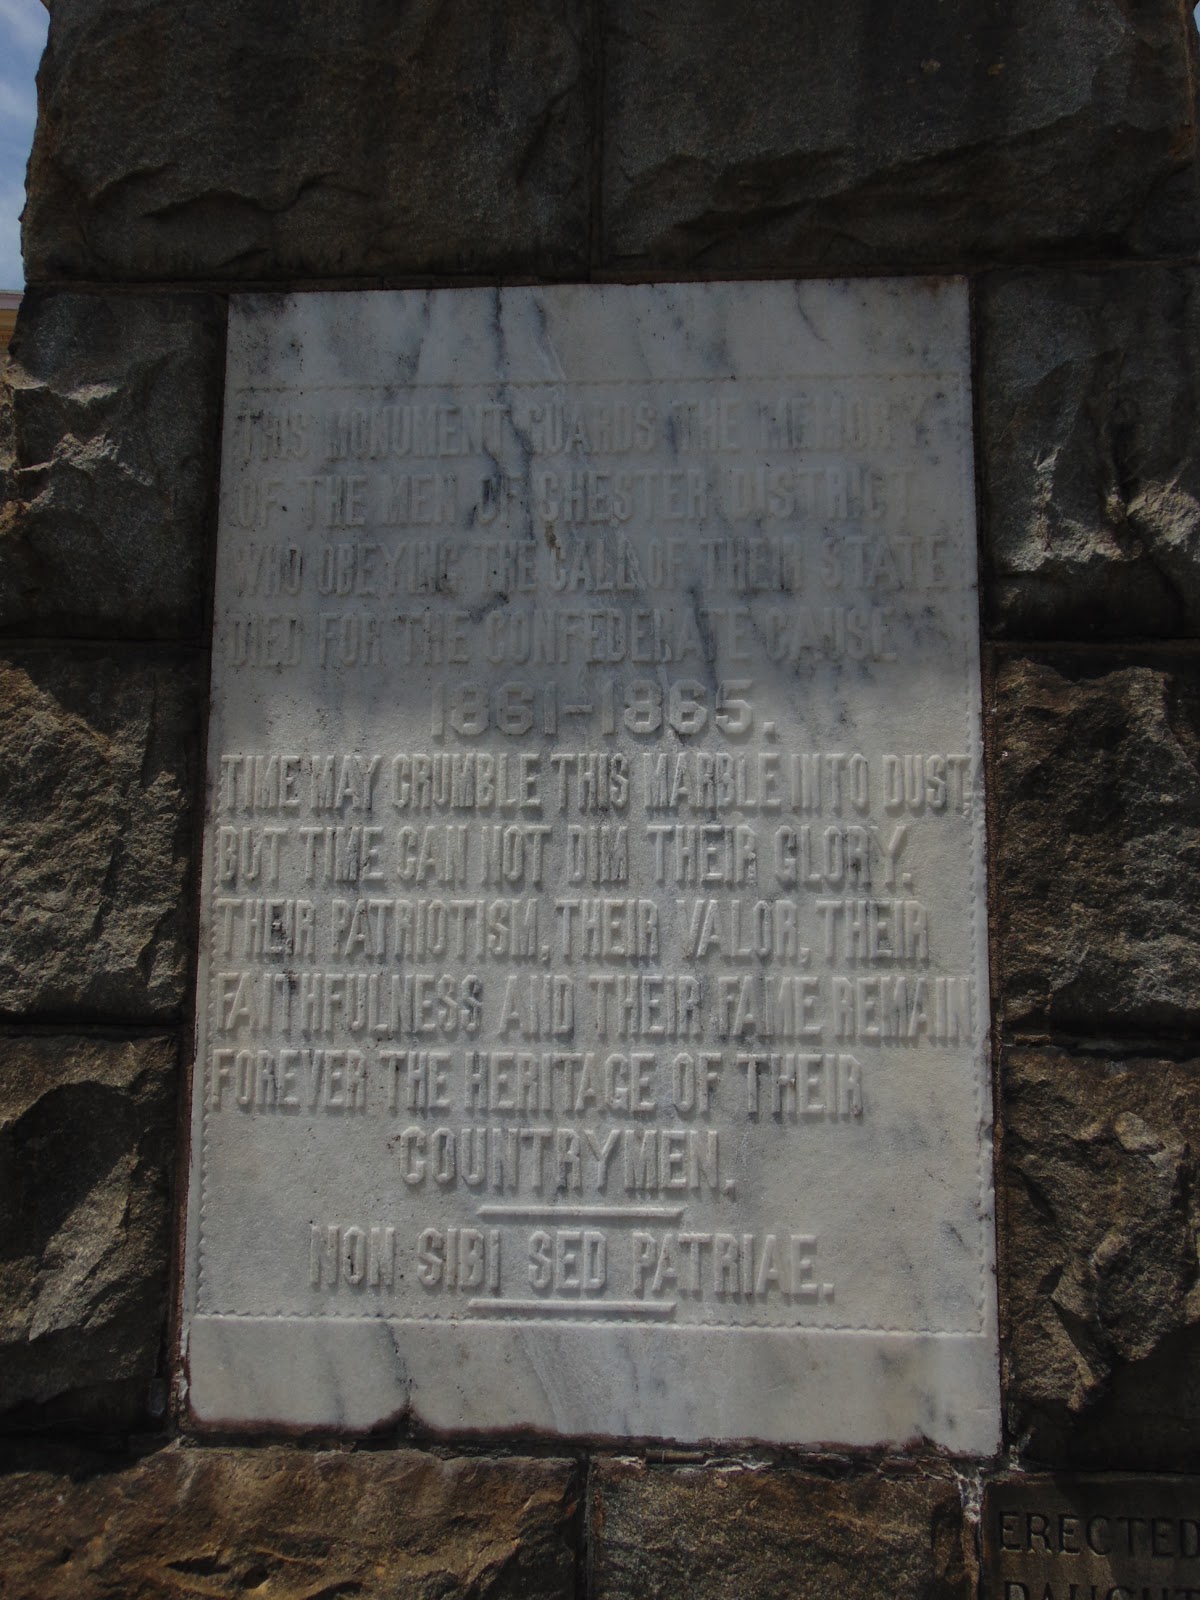 THIS MONUMENT GUARDS THE MEMORY
OF THE MEN OF CHESTER DISTRICT
WHO OBEYING THE CALL OF THEIR STATE
DIED FOR THE CONFEDERATE CAUSE
1861-1865.
TIME MAY CRUMBLE THIS MARBLE INTO DUST,
BUT TIME CAN NOT DIM THEIR GLORY.
THEIR PATRIOTISM, THEIR VALOR, THEIR
FAITHFULNESS AND THEIR FAME REMAIN
FOREVER THE HERITAGE OF THEIR
COUNTRYMEN.
NON SIBI SED PATRIAE.
ERECTED